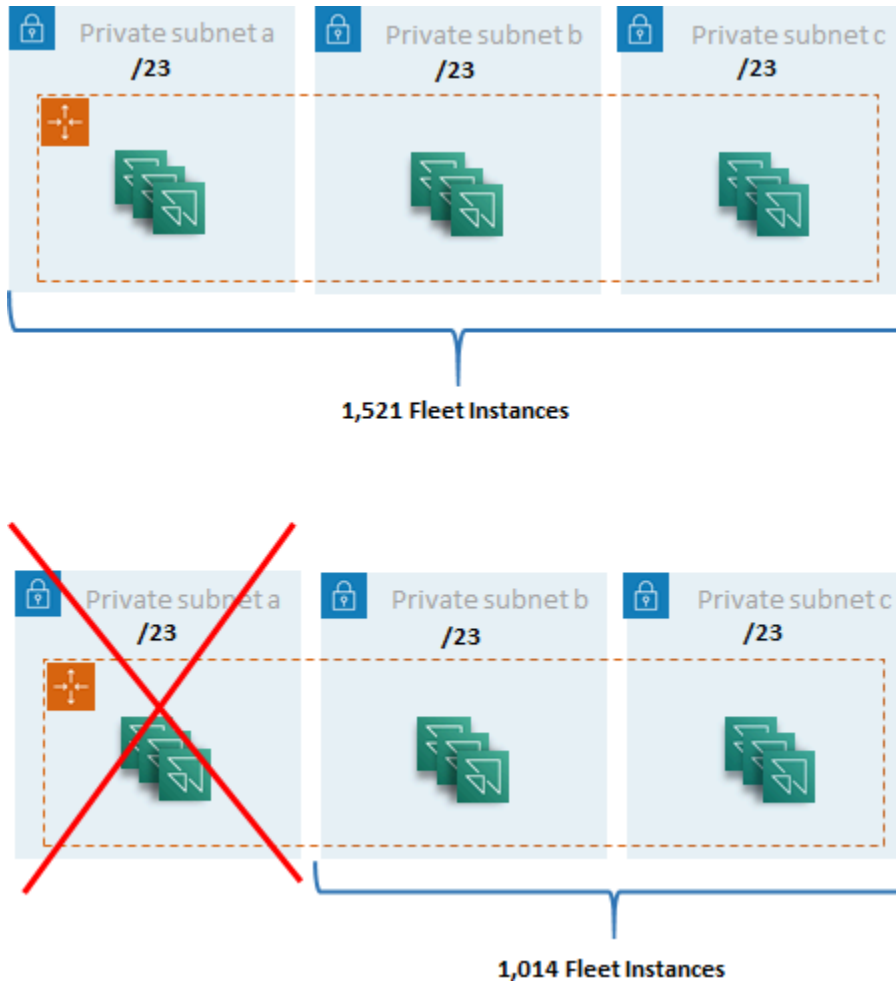 Private subnet a Private subnet b Private subnet c
/23 /23 /23
1,521 Fleet Instances
Private subnet a Private subnet b Private subnet c
/23 /23 /23
1,014 Fleet Instances